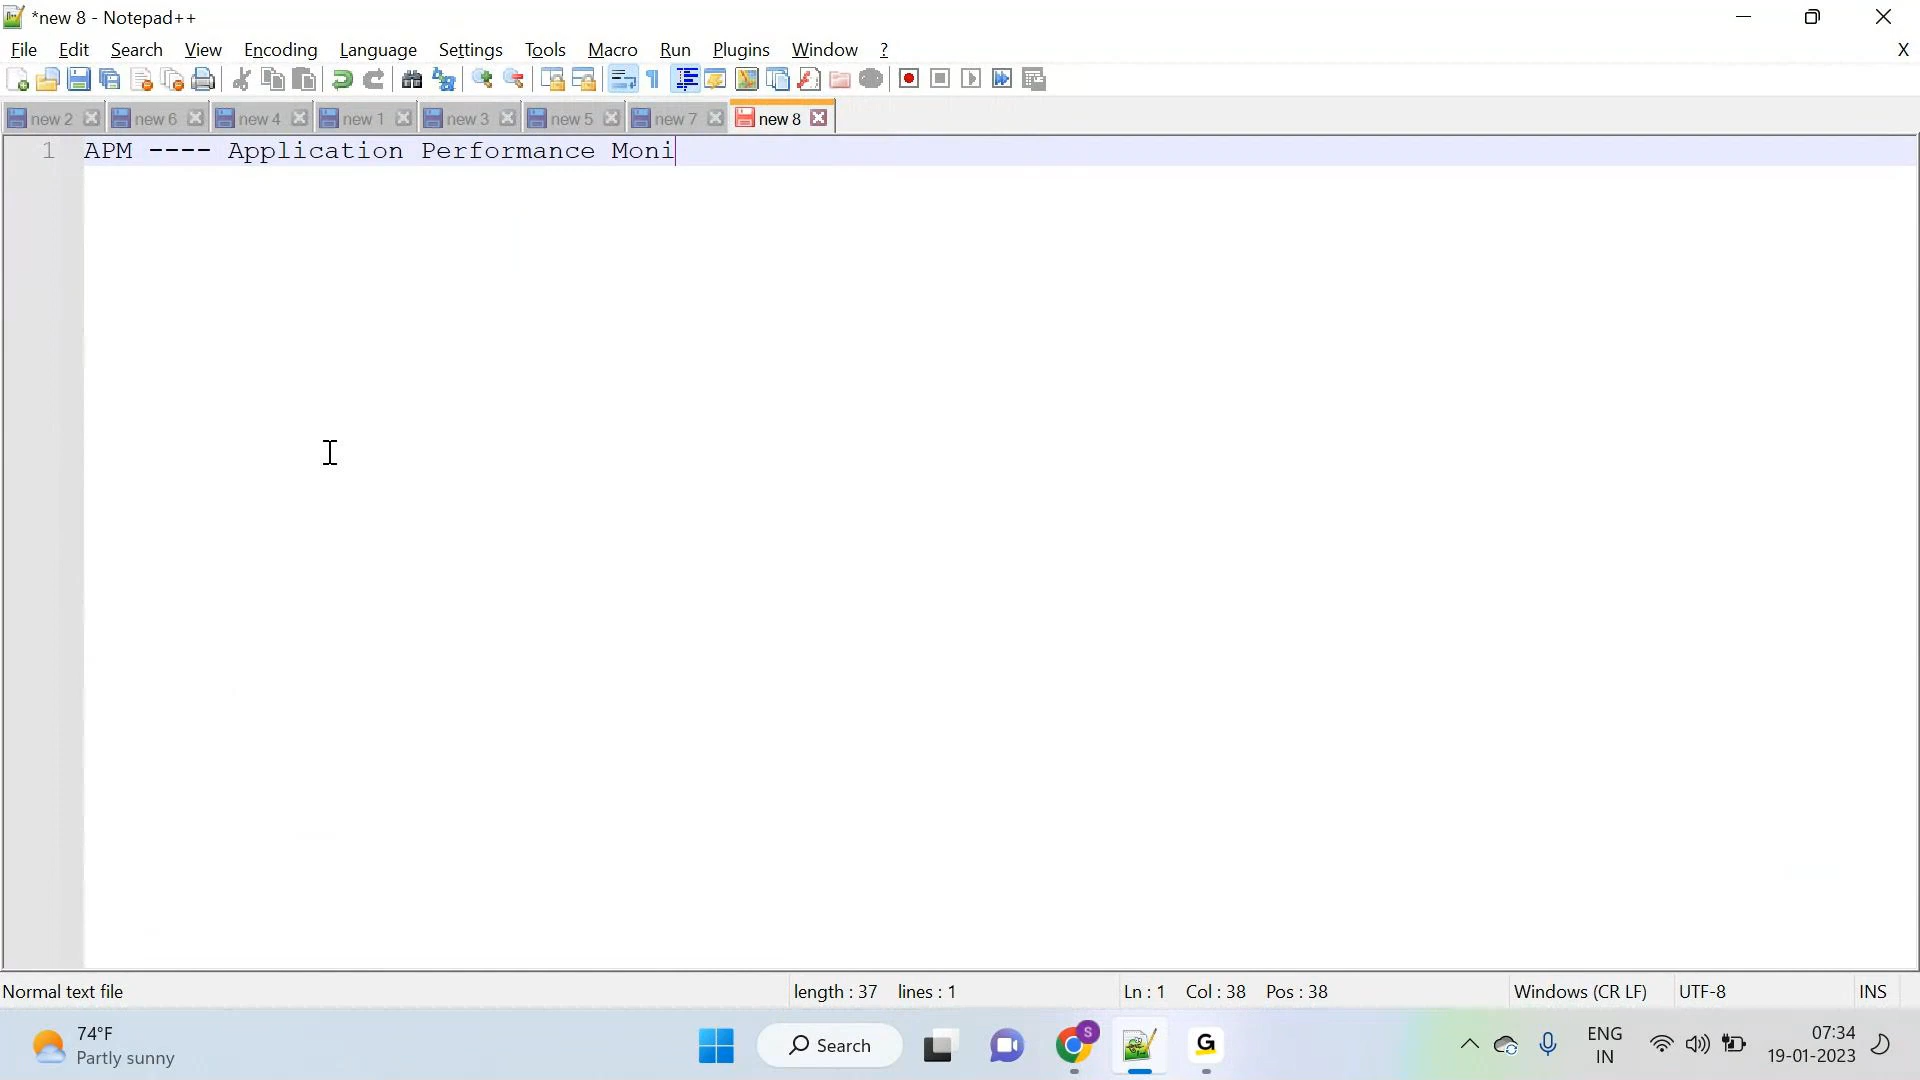 *new 8 - Notepad++
File Edit Search View Encoding Language Settings Tools Macro Run Plugins Window ? X
new 2 new 6 new 4 new 1 new 3 new 5 new 7 new 8
1 APM ---- Application Performance Moni
Normal text file length : 37 lines : 1 Ln : 1 Col : 38 Pos : 38 Windows (CR LF) UTF-8 INS
74°F
Partly sunny
Search
S
G
ENG
IN
07:34
19-01-2023